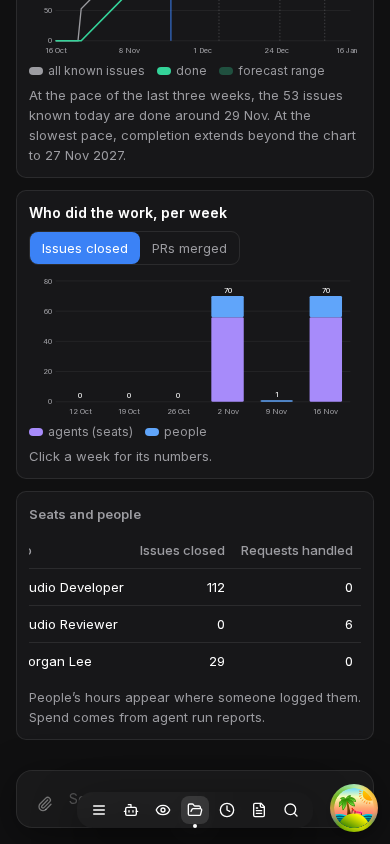 50
0
16 Oct 8 Nov 1 Dec 24 Dec 16 Jan
all known issues done forecast range
At the pace of the last three weeks, the 53 issues
known today are done around 29 Nov. At the
slowest pace, completion extends beyond the chart
to 27 Nov 2027.
Who did the work, per week
Issues closed PRs merged
80
60
40
20
0
0 0 0 70 1 70
12 Oct 19 Oct 26 Oct 2 Nov 9 Nov 16 Nov
agents (seats) people
Click a week for its numbers.
Seats and people
Issues closed Requests handled
udio Developer 112 0
udio Reviewer 0 6
organ Lee 29 0
People’s hours appear where someone logged them.
Spend comes from agent run reports.